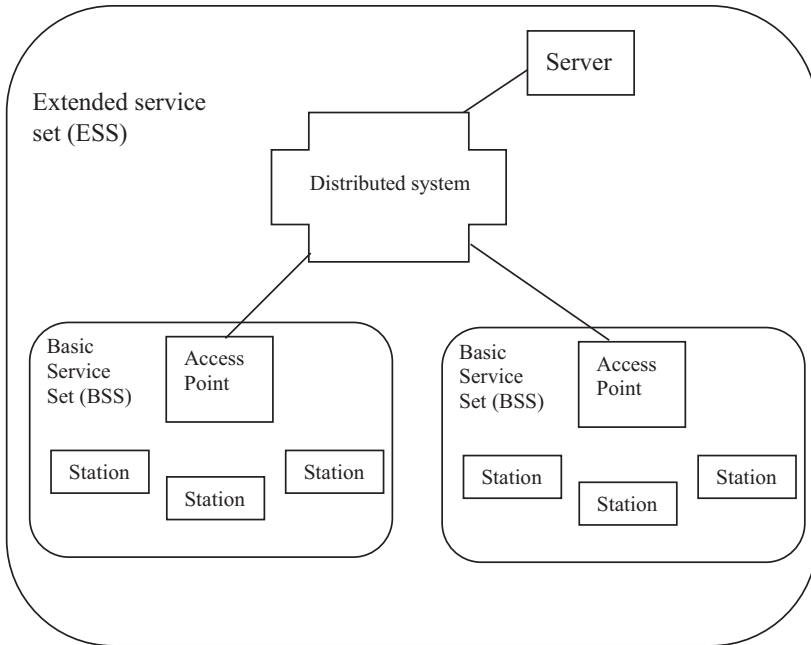 Server
Extended service
set (ESS)
Distributed system
Basic
Service
Set (BSS)
Access
Point
Station
Station
Station
Basic
Service
Set (BSS)
Access
Point
Station
Station
Station